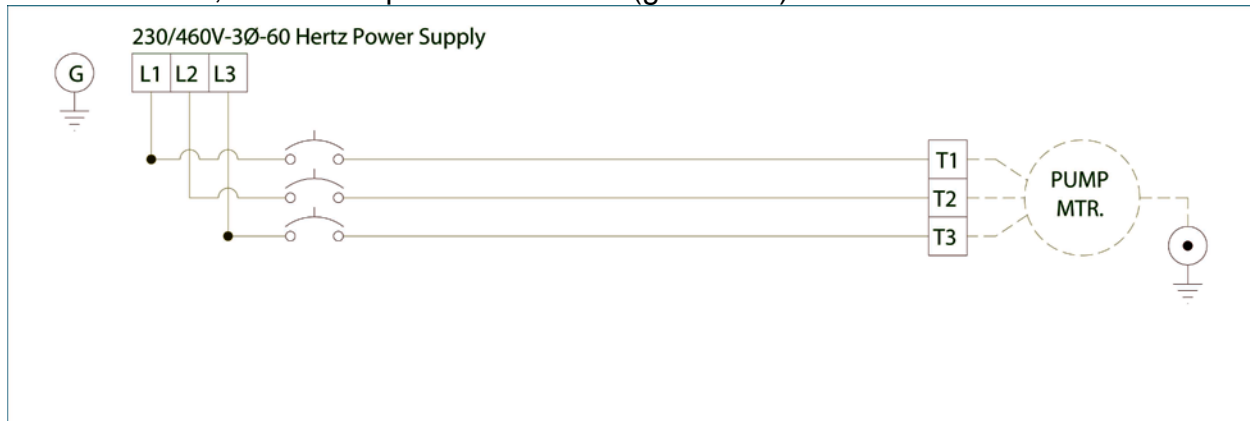 230/460V-3Ø-60 Hertz Power Supply
G
L1 L2 L3
T1
T2
T3
PUMP
MTR.